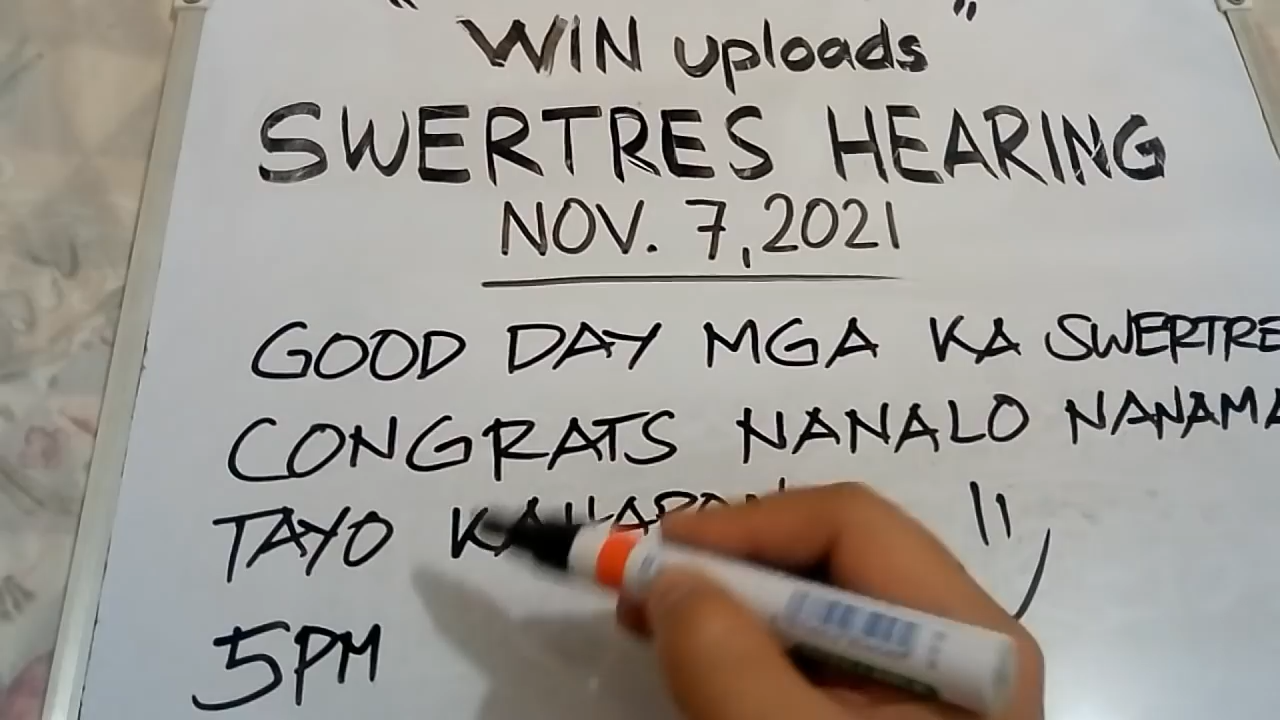 "WIN uploads"
SWERTRES HEARING
NOV. 7, 2021
GOOD DAY MGA KA SWERTRE
CONGRATS NANALO NANAMA
TAYO
5PM